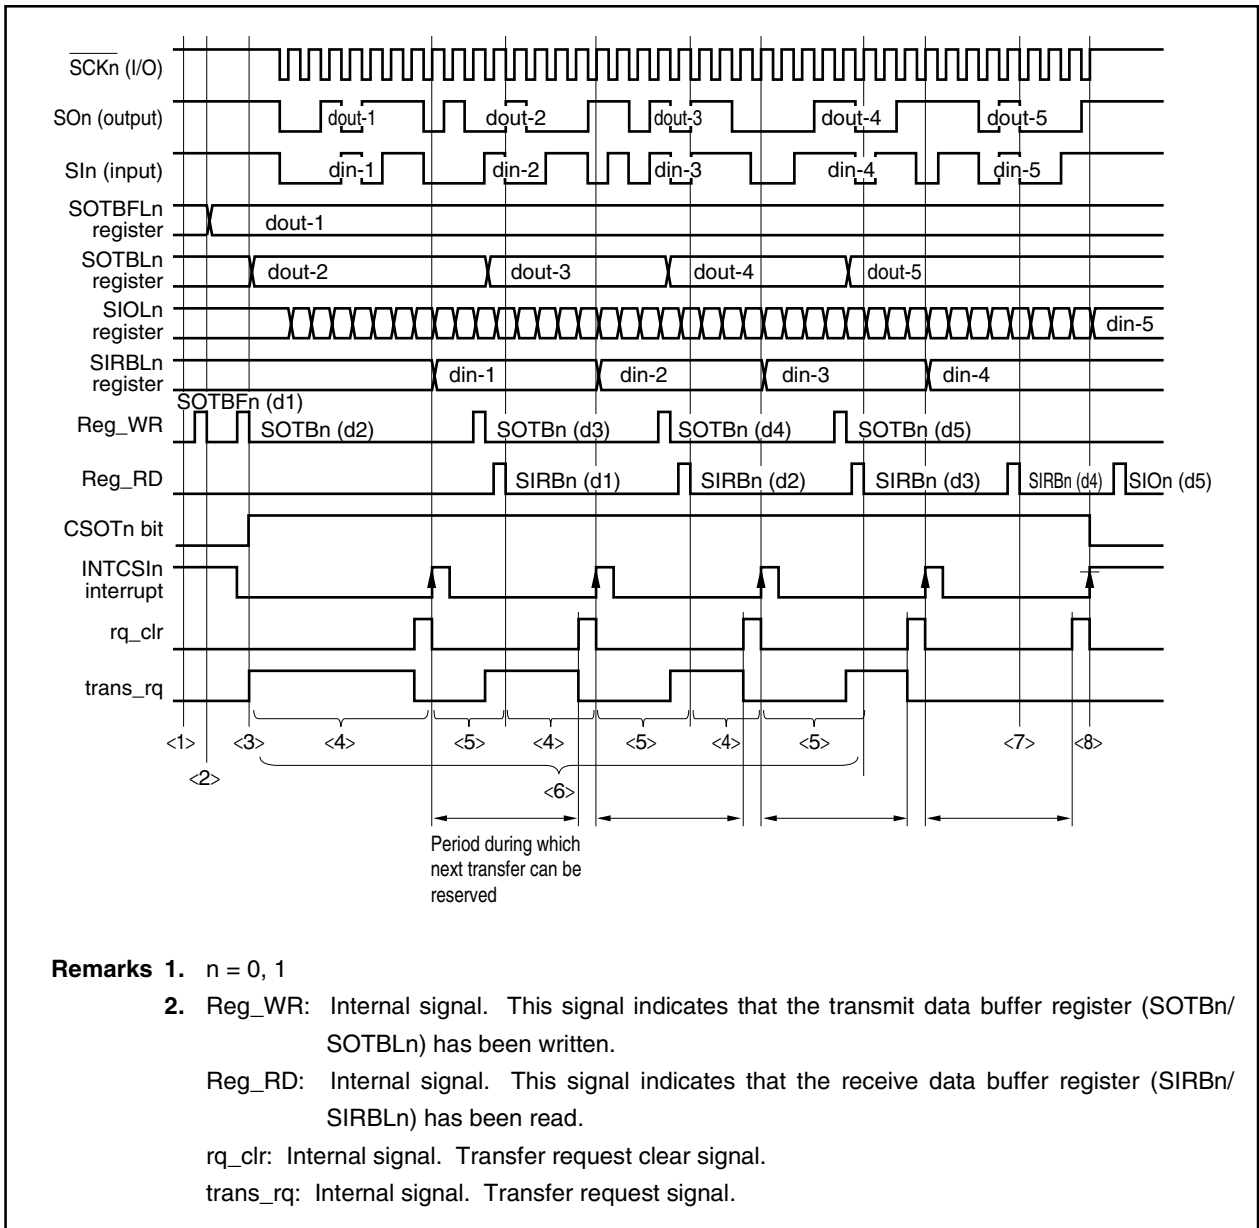 SCKn (I/O)
SOn (output) dout-1 dout-2 dout-3 dout-4 dout-5
SIn (input) din-1 din-2 din-3 din-4 din-5
SOTBFLn
register
dout-1
SOTBLn
register
dout-2 dout-3 dout-4 dout-5
SIOLn
register
din-5
SIRBLn
register
din-1 din-2 din-3 din-4
SOTBFn (d1)
Reg_WR SOTBn (d2) SOTBn (d3) SOTBn (d4) SOTBn (d5)
Reg_RD SIRBn (d1) SIRBn (d2) SIRBn (d3) SIRBn (d4) SIOn (d5)
CSOTn bit
INTCSIn
interrupt
rq_clr
trans_rq
<1> <3> <4> <5> <4> <5> <4> <5> <7> <8>
<2>
<6>
Period during which
next transfer can be
reserved
Remarks 1. n = 0, 1
2. Reg_WR: Internal signal. This signal indicates that the transmit data buffer register (SOTBn/
SOTBLn) has been written.
Reg_RD: Internal signal. This signal indicates that the receive data buffer register (SIRBn/
SIRBLn) has been read.
rq_clr: Internal signal. Transfer request clear signal.
trans_rq: Internal signal. Transfer request signal.